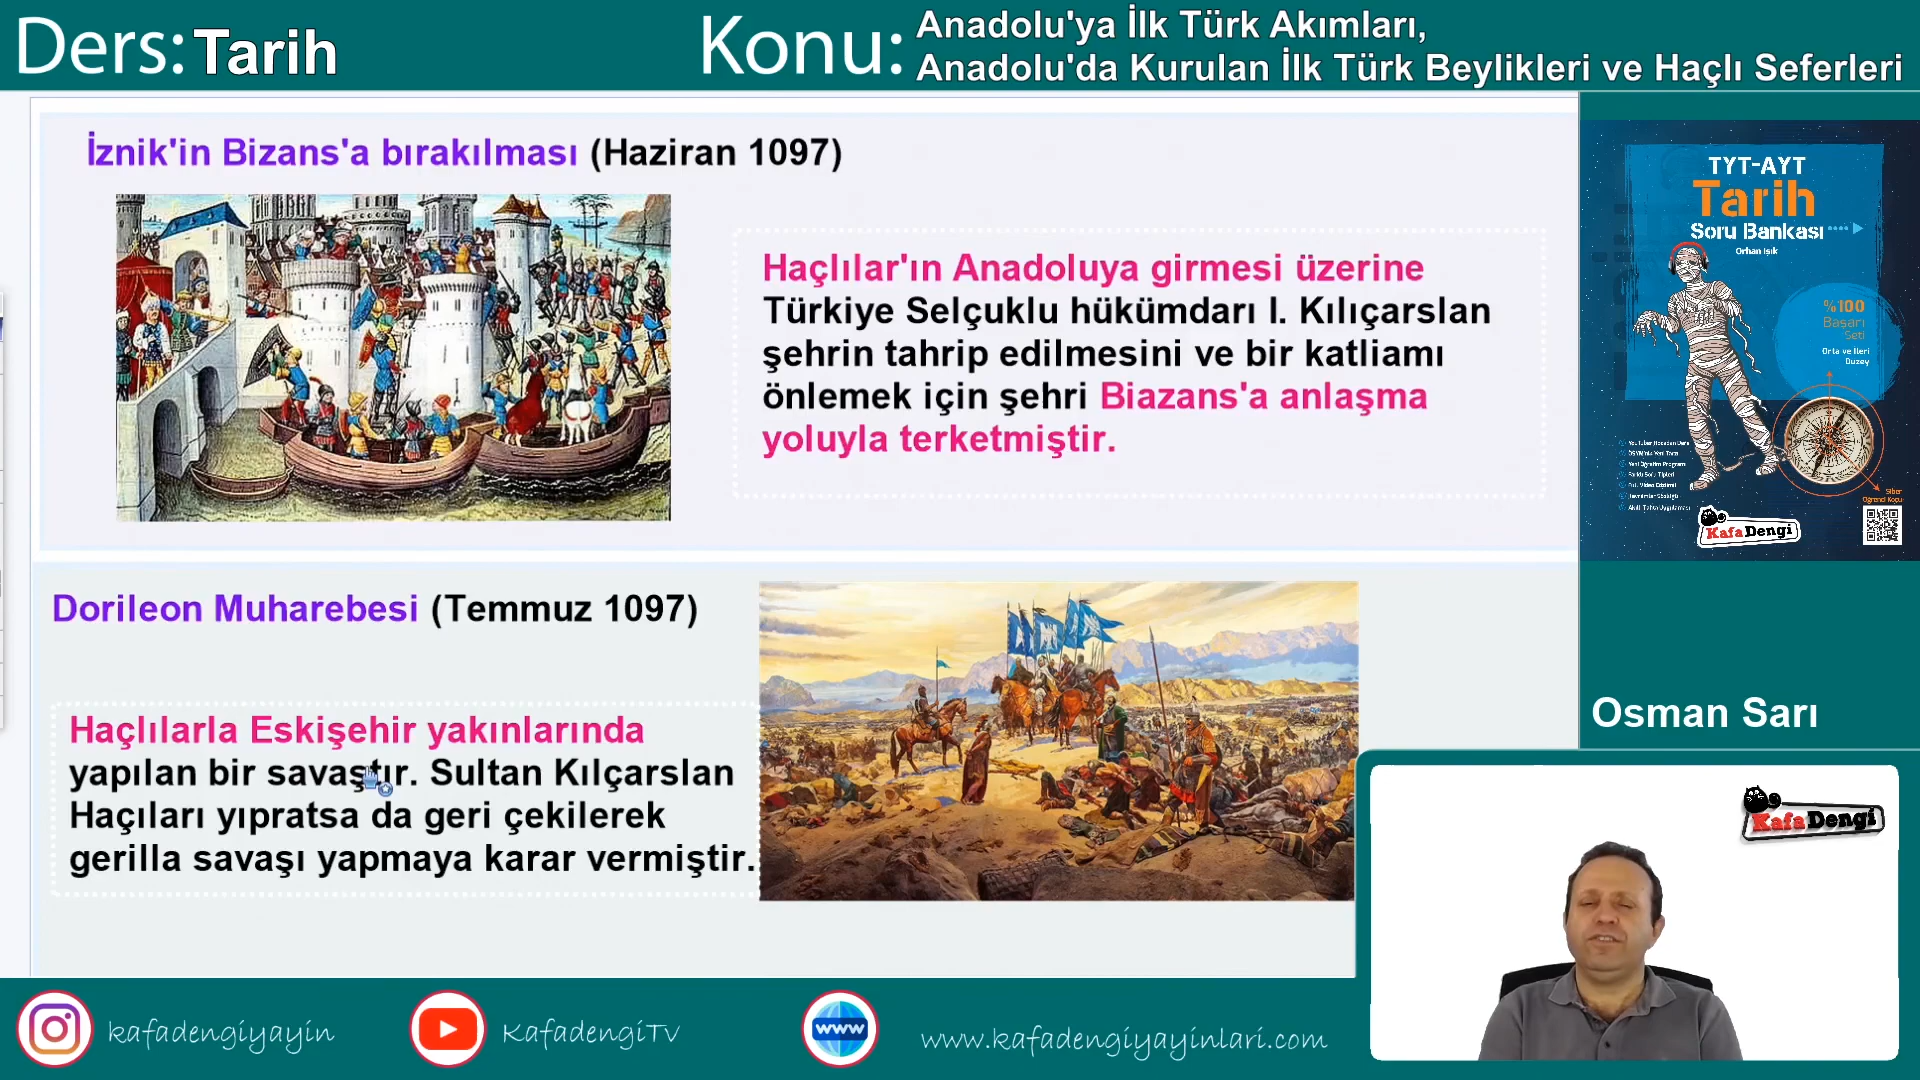 Ders: Tarih
Konu: Anadolu'ya İlk Türk Akımları,
Anadolu'da Kurulan İlk Türk Beylikleri ve Haçlı Seferleri
İznik'in Bizans'a bırakılması (Haziran 1097)
Haçlılar'ın Anadoluya girmesi üzerine
Türkiye Selçuklu hükümdarı I. Kılıçarslan
şehrin tahrip edilmesini ve bir katliamı
önlemek için şehri Biazans'a anlaşma
yoluyla terketmiştir.
Dorileon Muharebesi (Temmuz 1097)
Haçlılarla Eskişehir yakınlarında
yapılan bir savaştır. Sultan Kılçarslan
Haçıları yıpratsa da geri çekilerek
gerilla savaşı yapmaya karar vermiştir.
TYT-AYT
Tarih
Soru Bankası
Orhan Işık
%100
Başarı
Seti
Orta ve İleri
Düzey
KafaDengi
Osman Sarı
KafaDengi
kafadengiyayin
KafadengiTv
www
www.kafadengiyayinlari.com